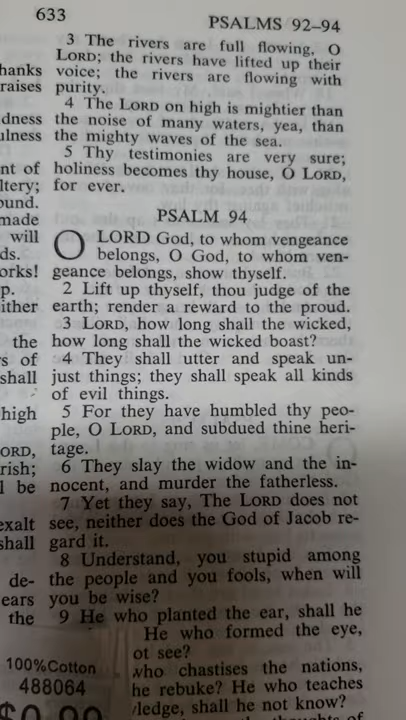 633
PSALMS 92–94
hanks
raises
dness
ulness
nt of
ltery;
ound.
made
will
ds.
orks!
p.
ither
the
s of
shall
high
ORD,
rish;
l be
exalt
shall
de-
ears
the
3 The rivers are full flowing, O
LORD; the rivers have lifted up their
voice; the rivers are flowing with
purity.
4 The LORD on high is mightier than
the noise of many waters, yea, than
the mighty waves of the sea.
5 Thy testimonies are very sure;
holiness becomes thy house, O LORD,
for ever.
PSALM 94
O LORD God, to whom vengeance
belongs, O God, to whom ven-
geance belongs, show thyself.
2 Lift up thyself, thou judge of the
earth; render a reward to the proud.
3 LORD, how long shall the wicked,
how long shall the wicked boast?
4 They shall utter and speak un-
just things; they shall speak all kinds
of evil things.
5 For they have humbled thy peo-
ple, O LORD, and subdued thine heri-
tage.
6 They slay the widow and the in-
nocent, and murder the fatherless.
7 Yet they say, The LORD does not
see, neither does the God of Jacob re-
gard it.
8 Understand, you stupid among
the people and you fools, when will
you be wise?
9 He who planted the ear, shall he
He who formed the eye,
ot see?
who chastises the nations,
he rebuke? He who teaches
ledge, shall he not know?
thoughts of
100%Cotton
488064
$0.99